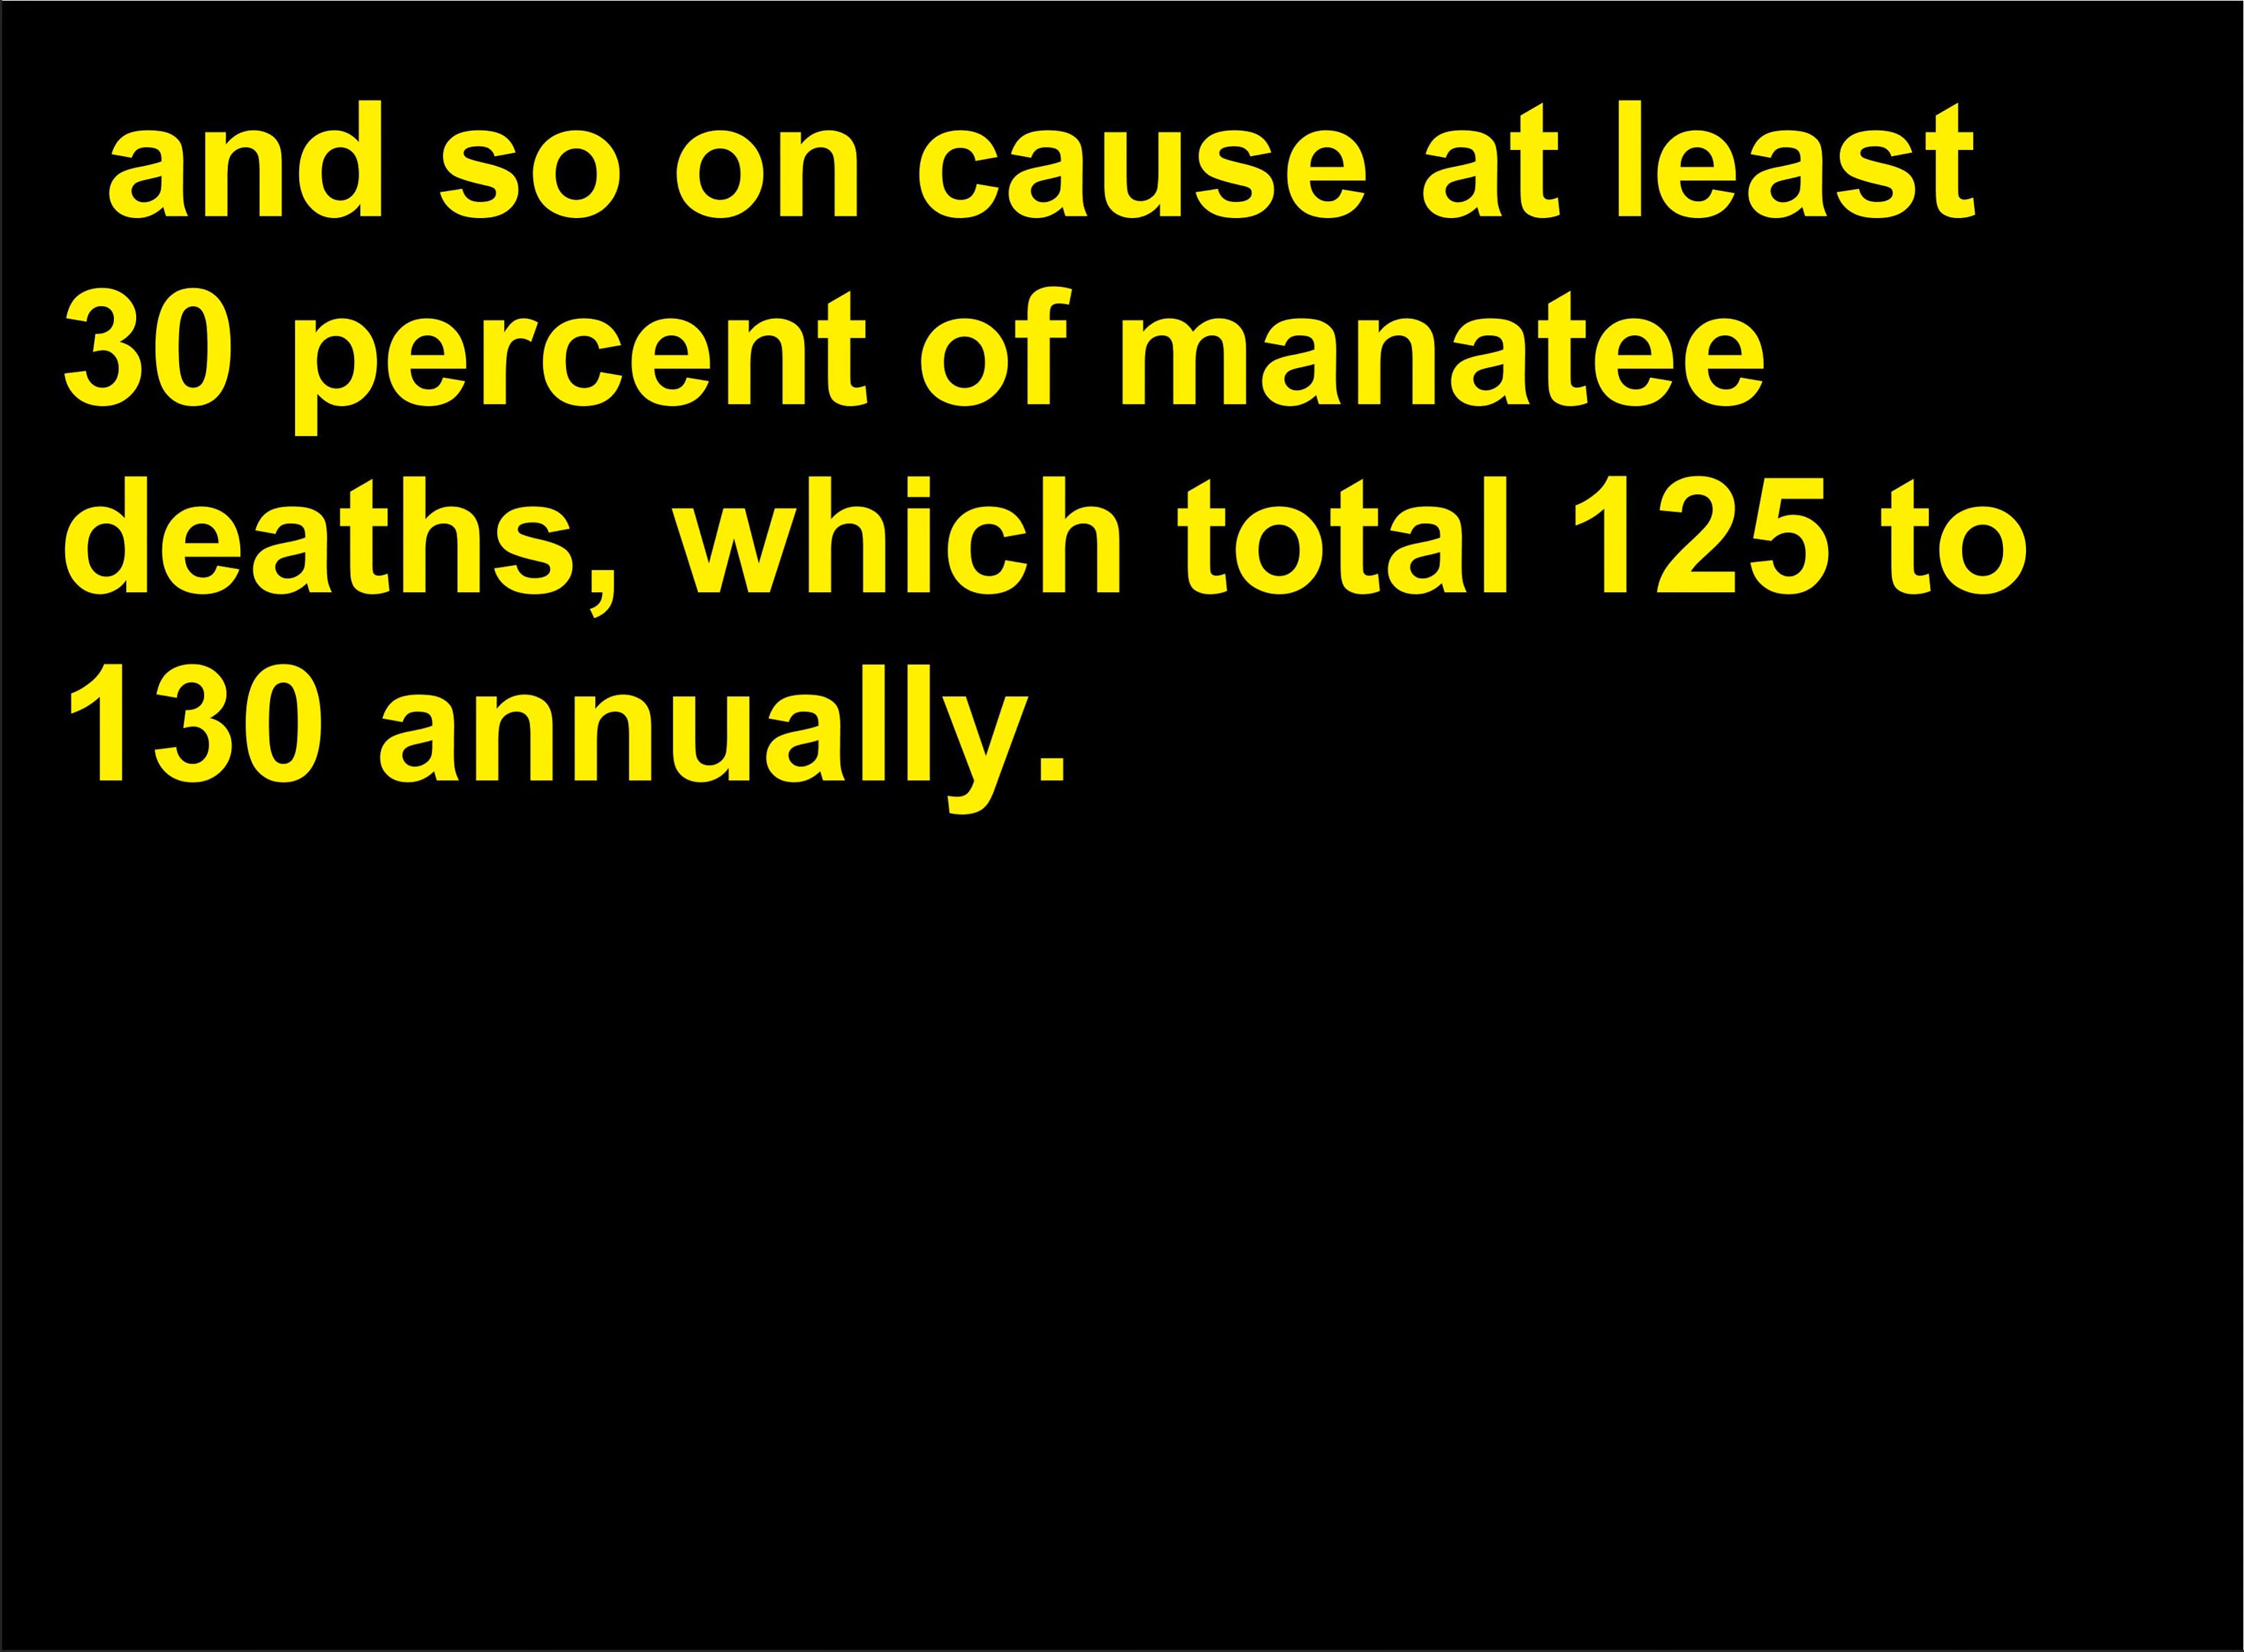 and so on cause at least
30 percent of manatee
deaths, which total 125 to
130 annually.